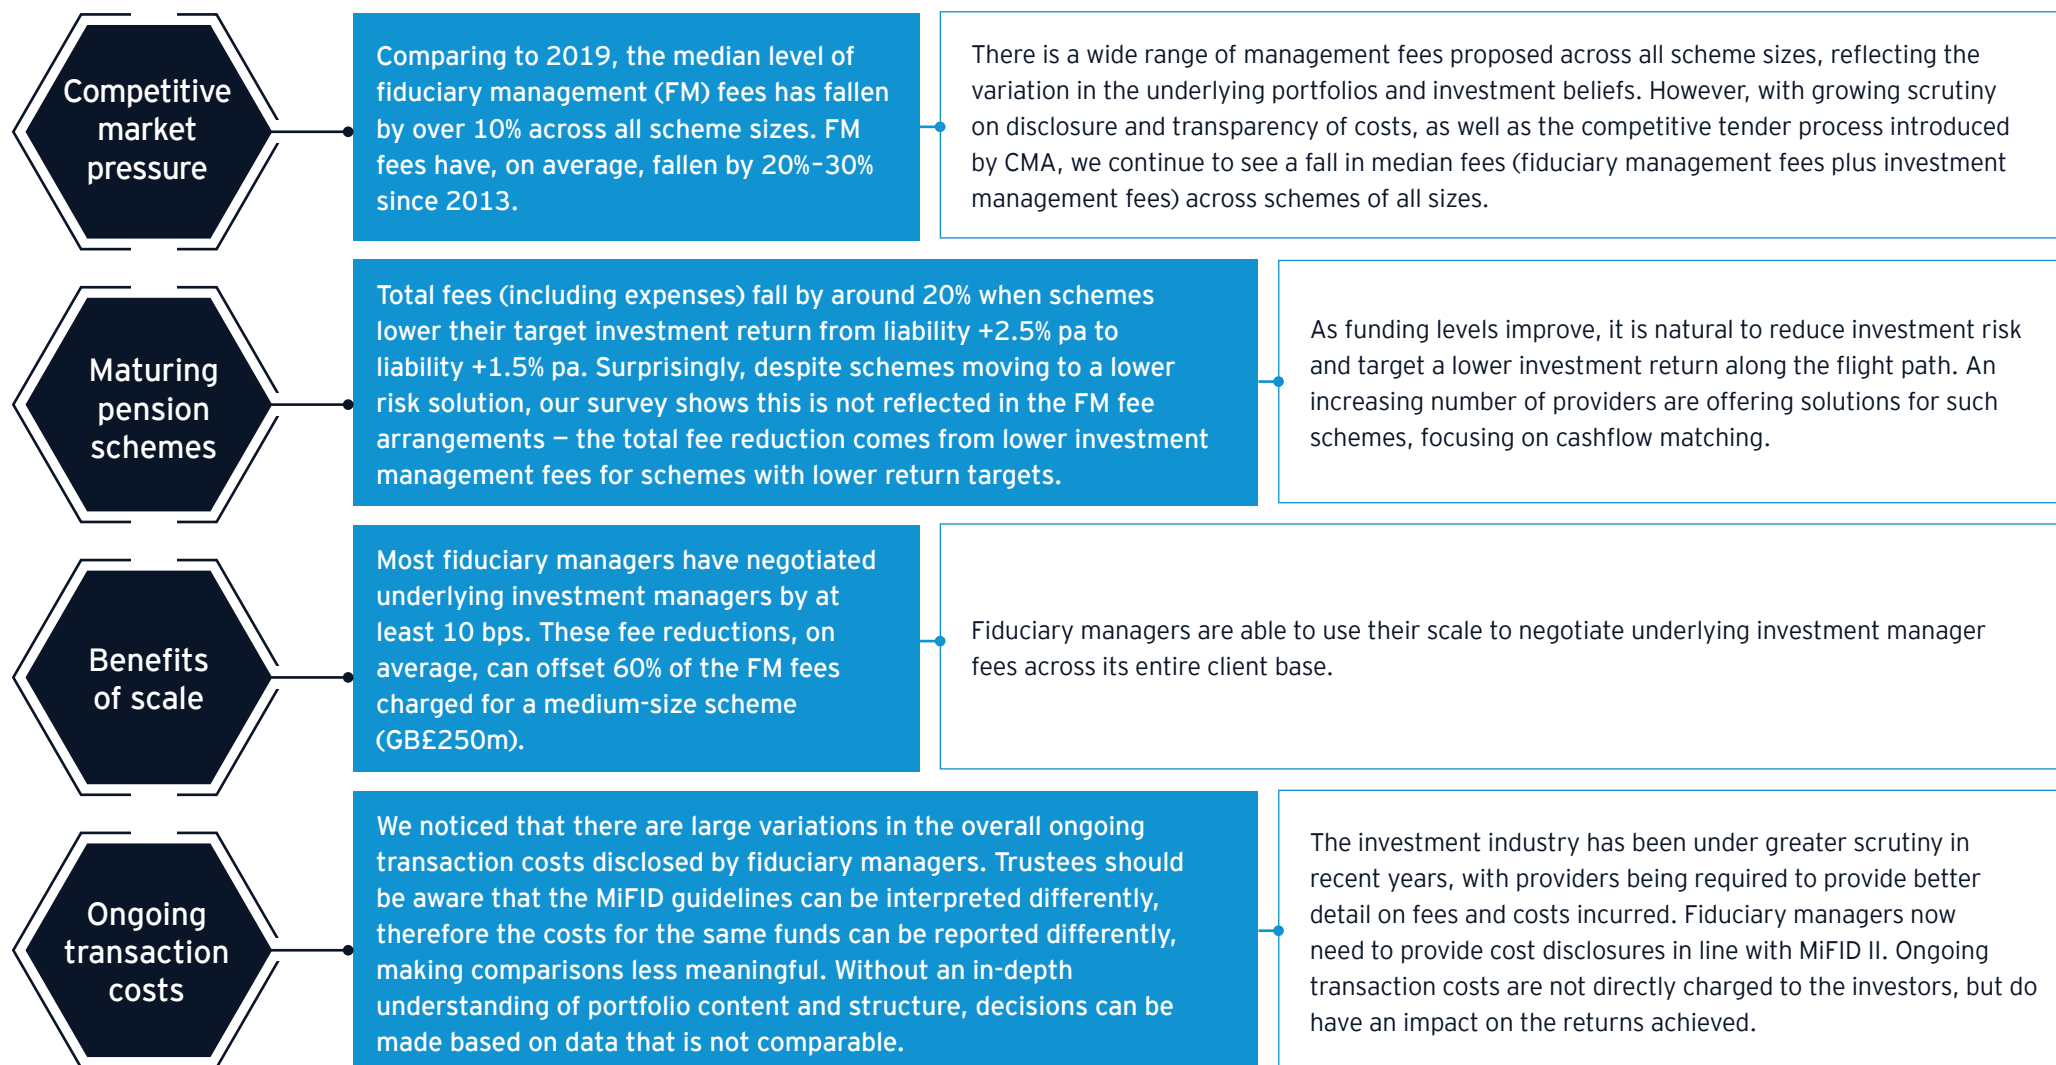 Competitive
market
pressure
Comparing to 2019, the median level of
fiduciary management (FM) fees has fallen
by over 10% across all scheme sizes. FM
fees have, on average, fallen by 20%–30%
since 2013.
There is a wide range of management fees proposed across all scheme sizes, reflecting the
variation in the underlying portfolios and investment beliefs. However, with growing scrutiny
on disclosure and transparency of costs, as well as the competitive tender process introduced
by CMA, we continue to see a fall in median fees (fiduciary management fees plus investment
management fees) across schemes of all sizes.
Maturing
pension
schemes
Total fees (including expenses) fall by around 20% when schemes
lower their target investment return from liability +2.5% pa to
liability +1.5% pa. Surprisingly, despite schemes moving to a lower
risk solution, our survey shows this is not reflected in the FM fee
arrangements — the total fee reduction comes from lower investment
management fees for schemes with lower return targets.
As funding levels improve, it is natural to reduce investment risk
and target a lower investment return along the flight path. An
increasing number of providers are offering solutions for such
schemes, focusing on cashflow matching.
Benefits
of scale
Most fiduciary managers have negotiated
underlying investment managers by at
least 10 bps. These fee reductions, on
average, can offset 60% of the FM fees
charged for a medium-size scheme
(GB£250m).
Fiduciary managers are able to use their scale to negotiate underlying investment manager
fees across its entire client base.
Ongoing
transaction
costs
We noticed that there are large variations in the overall ongoing
transaction costs disclosed by fiduciary managers. Trustees should
be aware that the MiFID guidelines can be interpreted differently,
therefore the costs for the same funds can be reported differently,
making comparisons less meaningful. Without an in-depth
understanding of portfolio content and structure, decisions can be
made based on data that is not comparable.
The investment industry has been under greater scrutiny in
recent years, with providers being required to provide better
detail on fees and costs incurred. Fiduciary managers now
need to provide cost disclosures in line with MiFID II. Ongoing
transaction costs are not directly charged to the investors, but do
have an impact on the returns achieved.